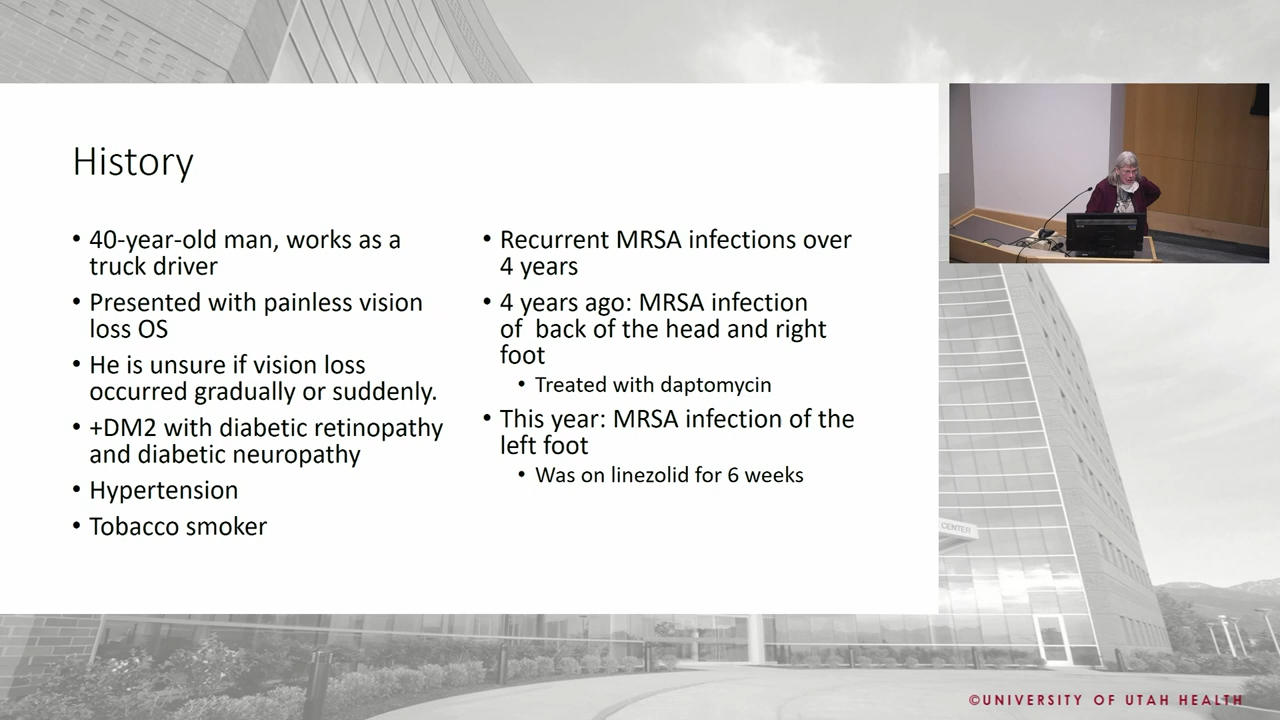 History
• 40-year-old man, works as a
truck driver
• Presented with painless vision
loss OS
• He is unsure if vision loss
occurred gradually or suddenly.
• +DM2 with diabetic retinopathy
and diabetic neuropathy
• Hypertension
• Tobacco smoker
• Recurrent MRSA infections over
4 years
• 4 years ago: MRSA infection
of  back of the head and right
foot
• Treated with daptomycin
• This year: MRSA infection of the
left foot
• Was on linezolid for 6 weeks
CENTER
©UNIVERSITY OF UTAH HEALTH